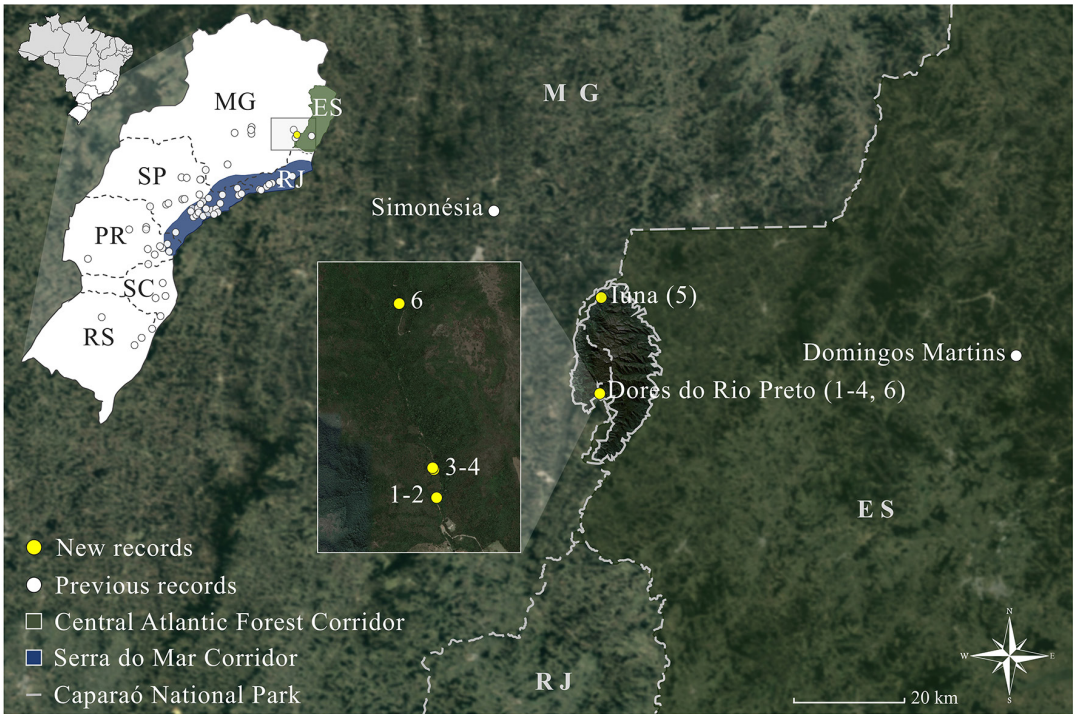 M G
MG
ES
SP
RJ
PR
SC
RS
Simonésia
Iúna (5)
Domingos Martins
Dores do Rio Preto (1-4, 6)
6
3-4
1-2
E S
R J
New records
Previous records
Central Atlantic Forest Corridor
Serra do Mar Corridor
Caparaó National Park
N
W
E
S
20 km